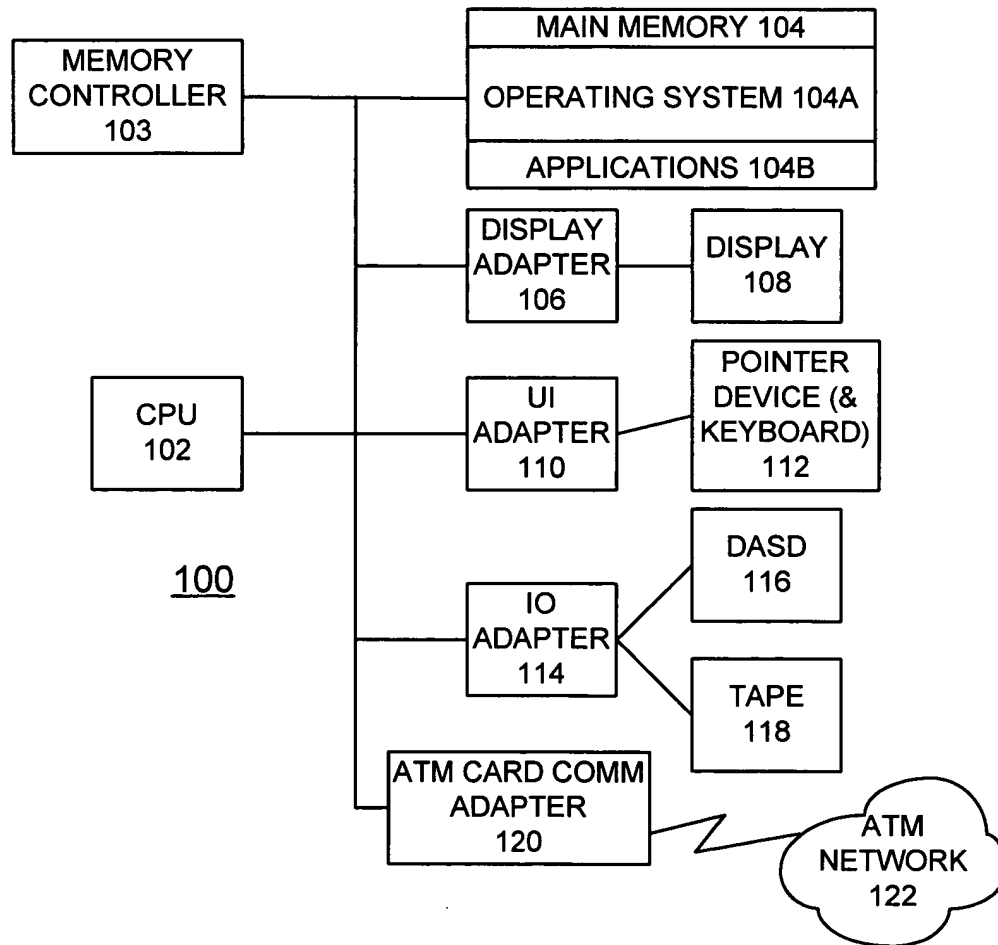 MEMORY
CONTROLLER
103
MAIN MEMORY 104
OPERATING SYSTEM 104A
APPLICATIONS 104B
DISPLAY
ADAPTER
106
DISPLAY
108
CPU
102
UI
ADAPTER
110
POINTER
DEVICE (&
KEYBOARD)
112
100
IO
ADAPTER
114
DASD
116
TAPE
118
ATM CARD COMM
ADAPTER
120
ATM
NETWORK
122